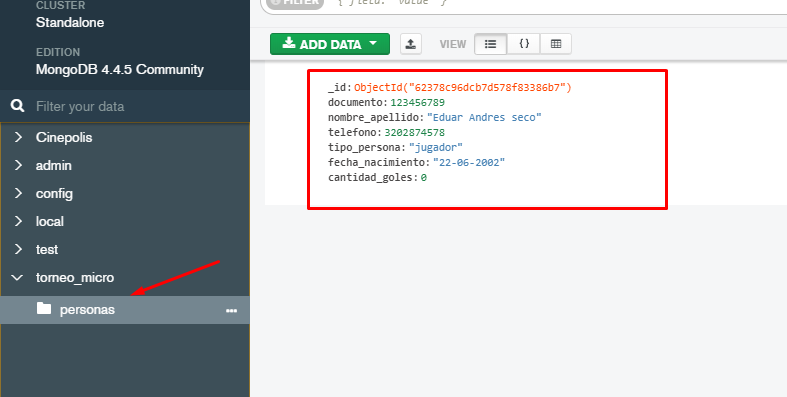 CLUSTER
Standalone
EDITION
MongoDB 4.4.5 Community
Filter your data
Cinepolis
admin
config
local
test
torneo_micro
personas
FILTER { field: 'value' }
ADD DATA VIEW { }
_id:ObjectId("62378c96dcb7d578f83386b7")
documento:123456789
nombre_apellido:"Eduar Andres seco"
telefono:3202874578
tipo_persona:"jugador"
fecha_nacimiento:"22-06-2002"
cantidad_goles:0